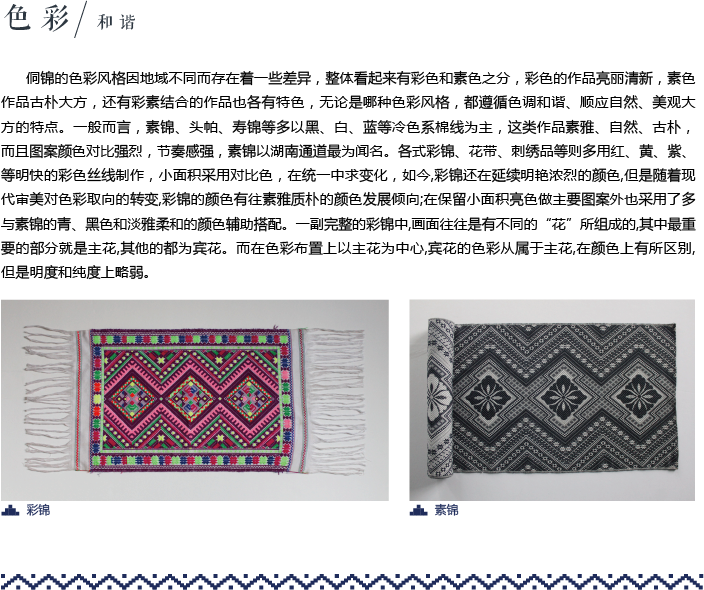 色彩/和谐
侗锦的色彩风格因地域不同而存在着一些差异，整体看起来有彩色和素色之分，彩色的作品亮丽清新，素色
作品古朴大方，还有彩素结合的作品也各有特色，无论是哪种色彩风格，都遵循色调和谐、顺应自然、美观大
方的特点。一般而言，素锦、头帕、寿锦等多以黑、白、蓝等冷色系棉线为主，这类作品素雅、自然、古朴，
而且图案颜色对比强烈，节奏感强，素锦以湖南通道最为闻名。各式彩锦、花带、刺绣品等则多用红、黄、紫、
等明快的彩色丝线制作，小面积采用对比色，在统一中求变化，如今,彩锦还在延续明艳浓烈的颜色,但是随着现
代审美对色彩取向的转变,彩锦的颜色有往素雅质朴的颜色发展倾向;在保留小面积亮色做主要图案外也采用了多
与素锦的青、黑色和淡雅柔和的颜色辅助搭配。一副完整的彩锦中,画面往往是有不同的“花”所组成的,其中最重
要的部分就是主花,其他的都为宾花。而在色彩布置上以主花为中心,宾花的色彩从属于主花,在颜色上有所区别,
但是明度和纯度上略弱。
彩锦
素锦